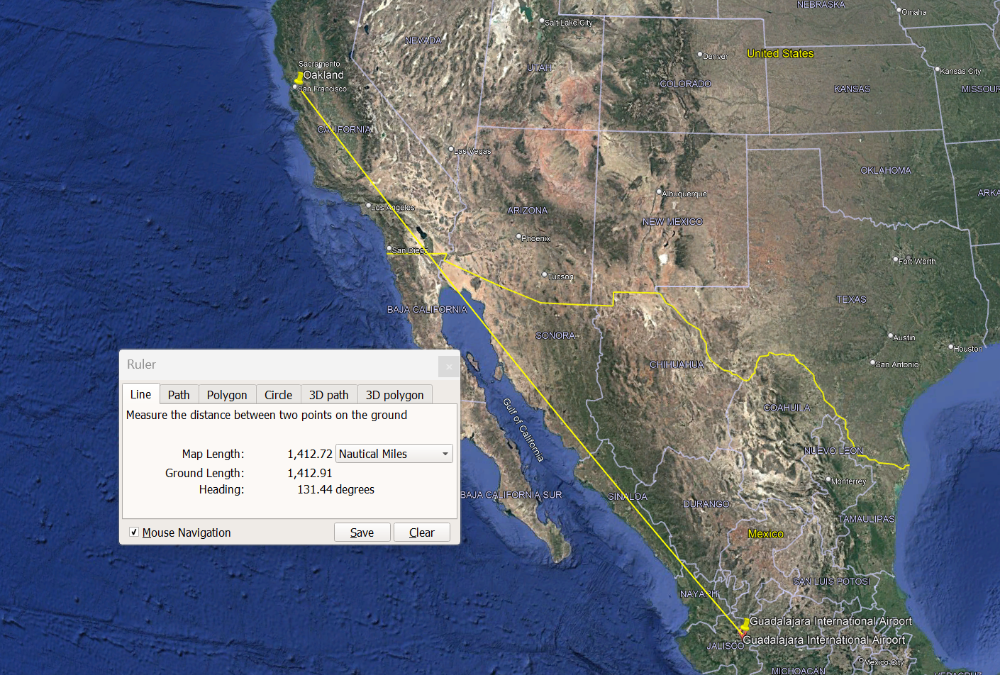 NEBRASKA
Omaha
Salt Lake City
NEVADA
Denver
United States
Sacramento
UTAH
Kansas City
Oakland
COLORADO
San Francisco
KANSAS
MISSOUR
CALIFORNIA
Las Vegas
OKLAHOMA
Albuquerque
ARKA
Los Angeles
ARIZONA
NEW MEXICO
Phoenix
San Diego
Fort Worth
Tucson
TEXAS
BAJA CALIFORNIA
SONORA
Austin
Houston
CHIHUAHUA
San Antonio
Ruler
Line Path Polygon Circle 3D path 3D polygon
Measure the distance between two points on the ground
Map Length: 1,412.72 Nautical Miles
Ground Length: 1,412.91
Heading: 131.44 degrees
Mouse Navigation Save Clear
COAHUILA
Gulf of California
NUEVO LEON
Monterrey
BAJA CALIFORNIA SUR
SINALOA
DURANGO
TAMAULIPAS
Mexico
SAN LUIS POTOSI
NAYARIT
Guadalajara International Airport
Guadalajara International Airport
JALISCO
Mexico City
MICHOACAN
VERACRUZ